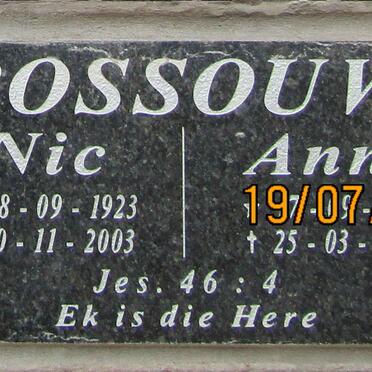 OSSOUW
Nic Ann
8 - 09 - 1923
0 - 11 - 2003 † 25 - 03 -
19/07/
Jes. 46 : 4
Ek is die Here